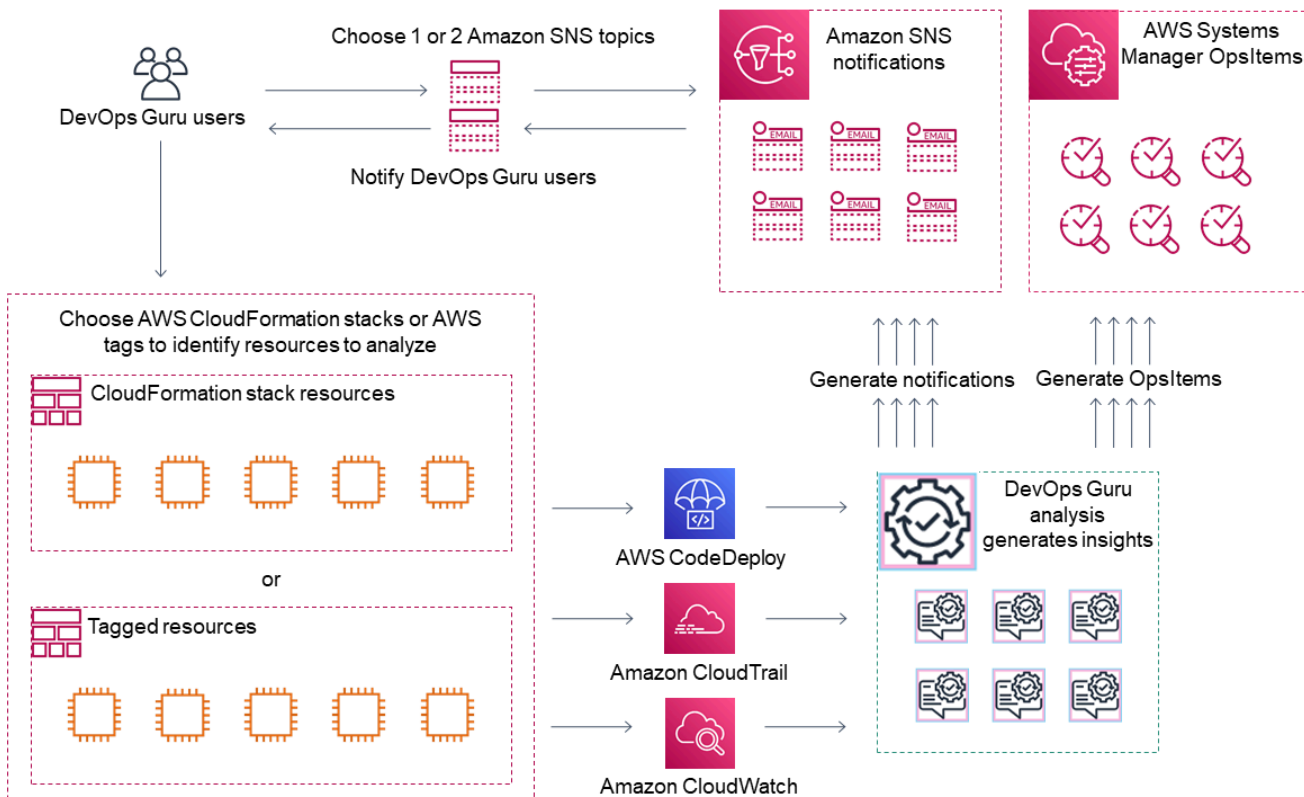 Choose 1 or 2 Amazon SNS topics
DevOps Guru users
Notify DevOps Guru users
Amazon SNS
notifications
EMAIL
EMAIL
EMAIL
EMAIL
EMAIL
EMAIL
AWS Systems
Manager OpsItems
Choose AWS CloudFormation stacks or AWS
tags to identify resources to analyze
CloudFormation stack resources
or
Tagged resources
</>
AWS CodeDeploy
Amazon CloudTrail
Amazon CloudWatch
Generate notifications
Generate OpsItems
DevOps Guru
analysis
generates insights